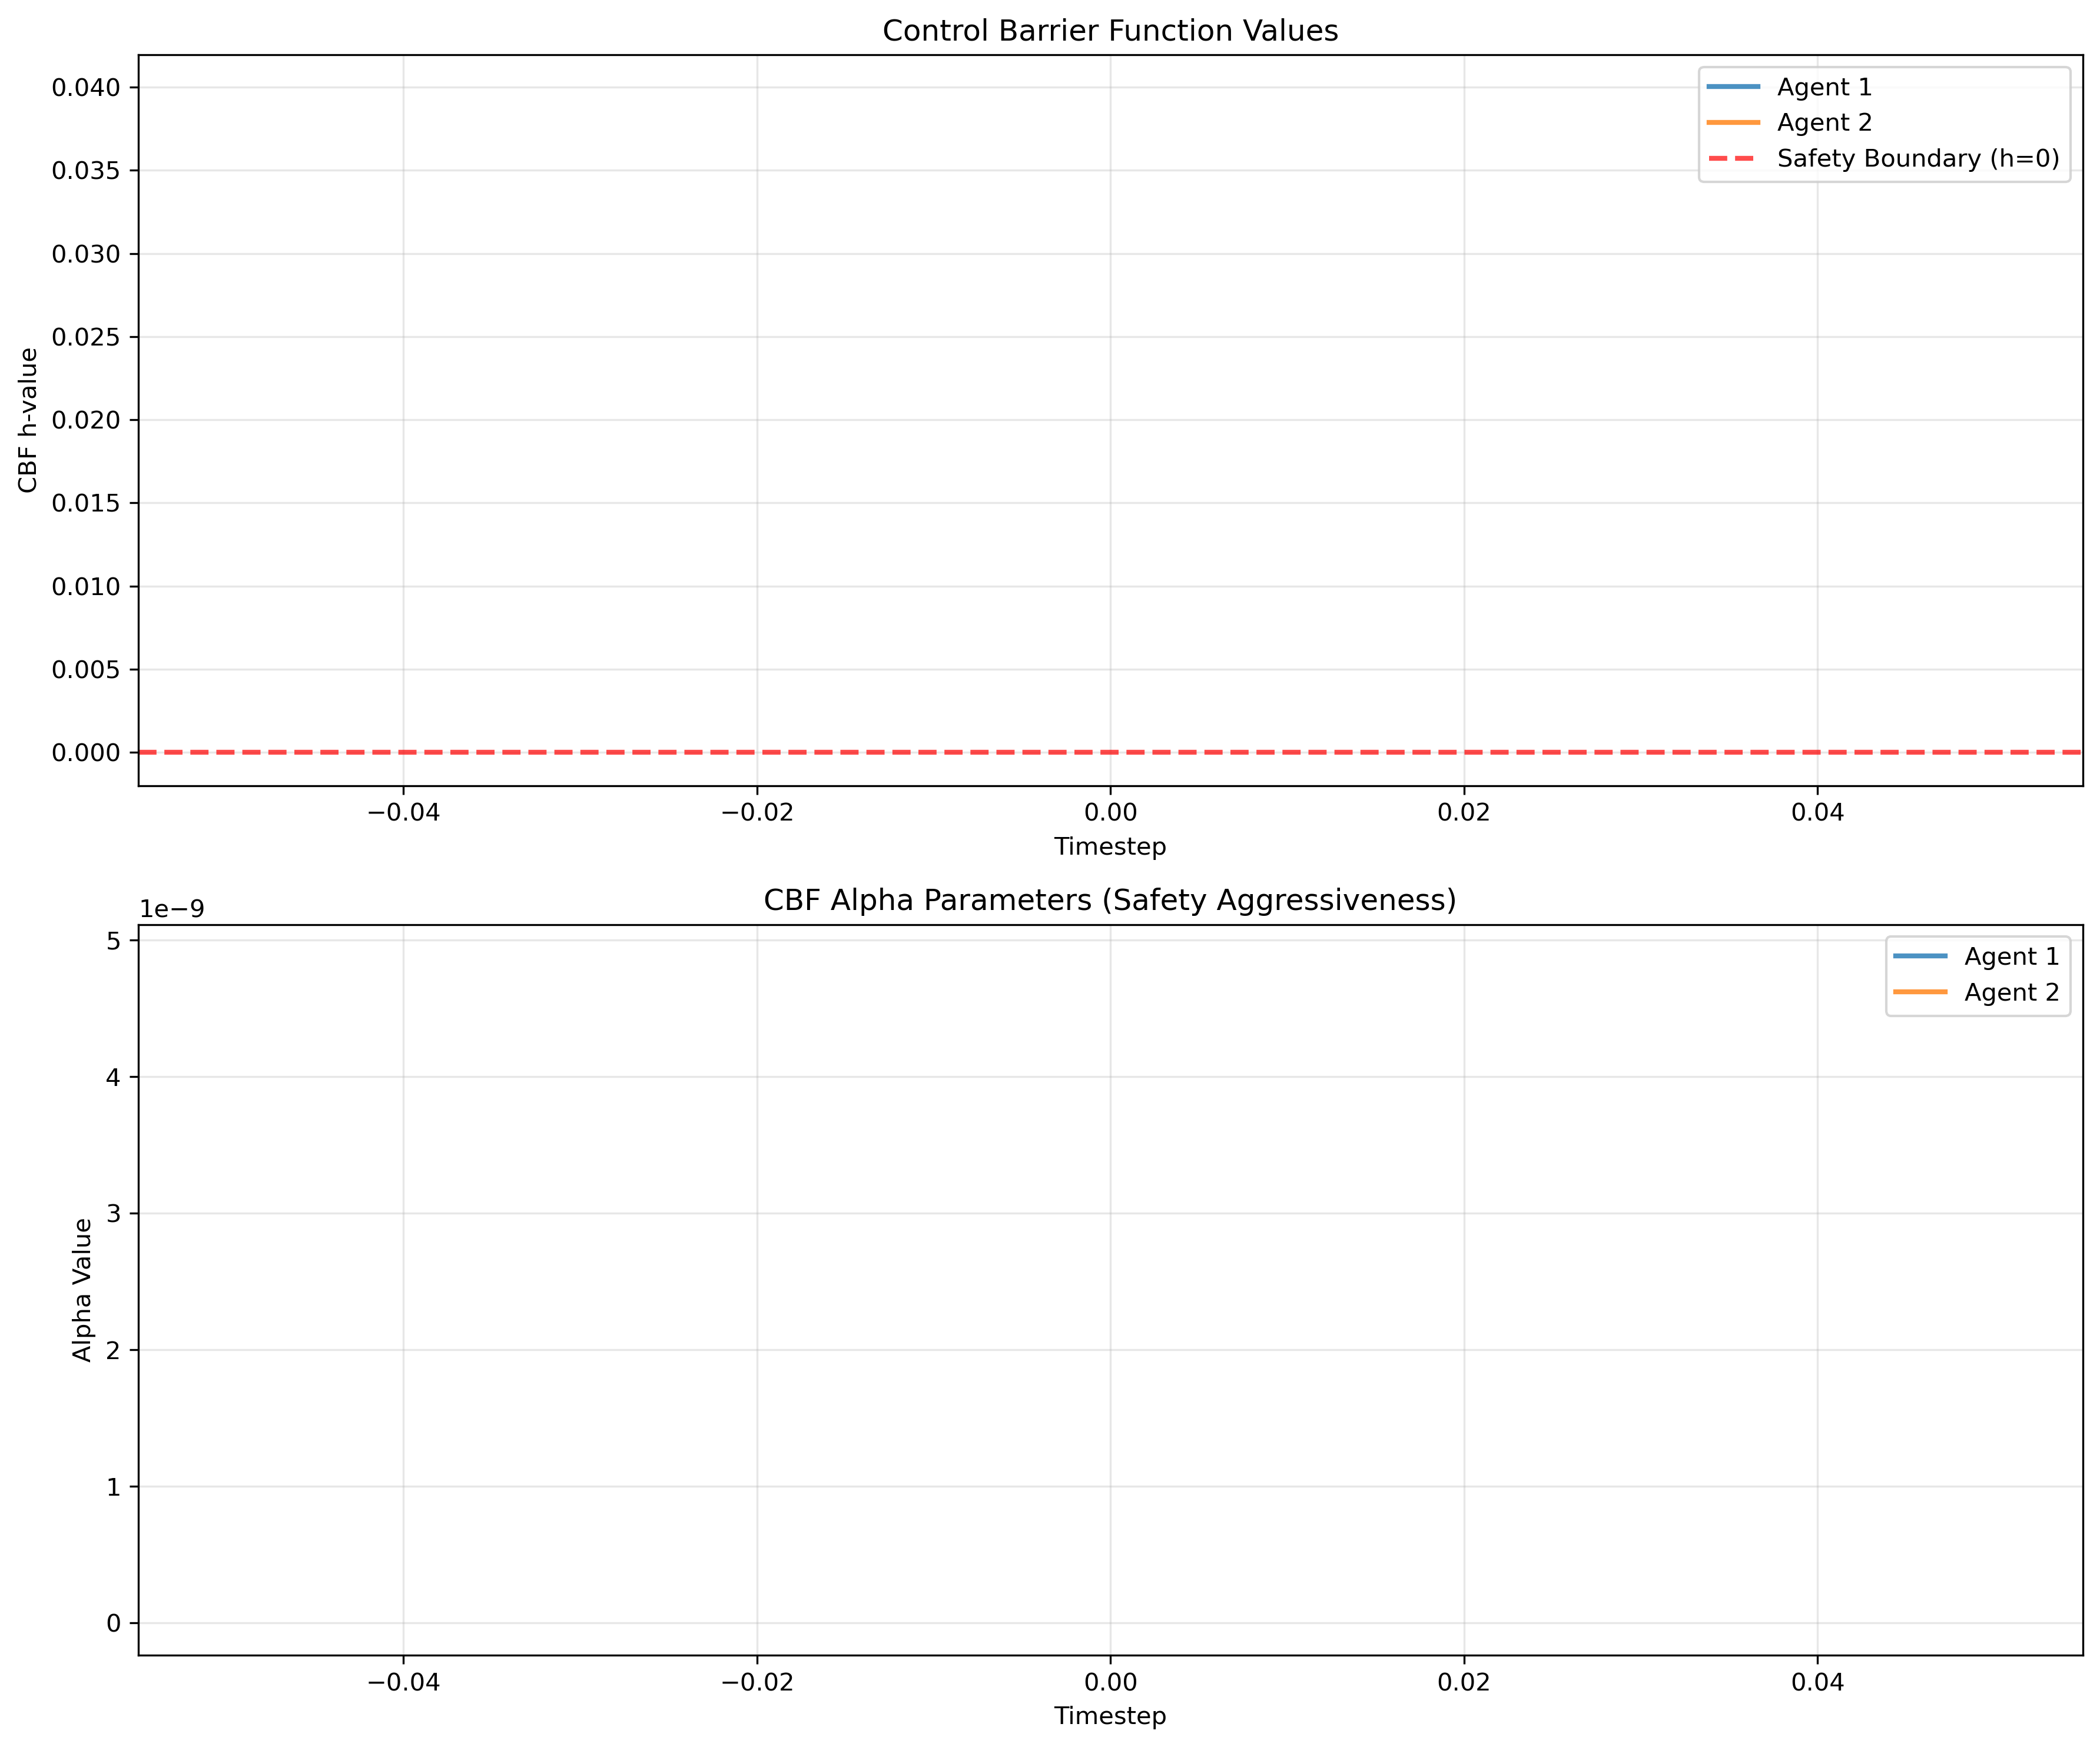 Control Barrier Function Values
0.040
0.035
0.030
0.025
0.020
0.015
0.010
0.005
0.000
CBF h-value
Agent 1
Agent 2
Safety Boundary (h=0)
−0.04 −0.02 0.00 0.02 0.04
Timestep
CBF Alpha Parameters (Safety Aggressiveness)
1e−9
5
4
3
2
1
0
Alpha Value
Agent 1
Agent 2
−0.04 −0.02 0.00 0.02 0.04
Timestep